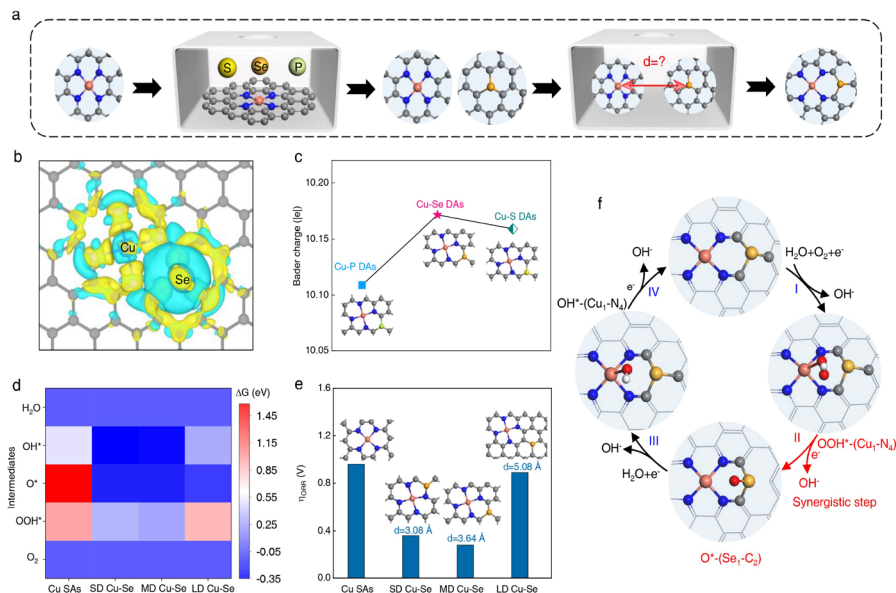 a
S
Se
P
d=?
b
Cu
Se
c
Bader charge (|e|)
10.20
10.15
10.10
10.05
Cu-P DAs
Cu-Se DAs
Cu-S DAs
d
Intermediates
H₂O
OH*
O*
OOH*
O₂
Cu SAs
SD Cu-Se
MD Cu-Se
LD Cu-Se
ΔG (eV)
1.45
1.15
0.85
0.55
0.25
-0.05
-0.35
e
ηORR (V)
1.6
1.2
0.8
0.4
0.0
d=3.08 Å
d=3.64 Å
d=5.08 Å
Cu SAs
SD Cu-Se
MD Cu-Se
LD Cu-Se
f
OH⁻
e⁻
IV
OH*-(Cu₁-N₄)
H₂O+O₂+e⁻
I
OH⁻
II
OOH*-(Cu₁-N₄)
e⁻
OH⁻
Synergistic step
III
OH⁻
H₂O+e⁻
O*-(Se₁-C₂)